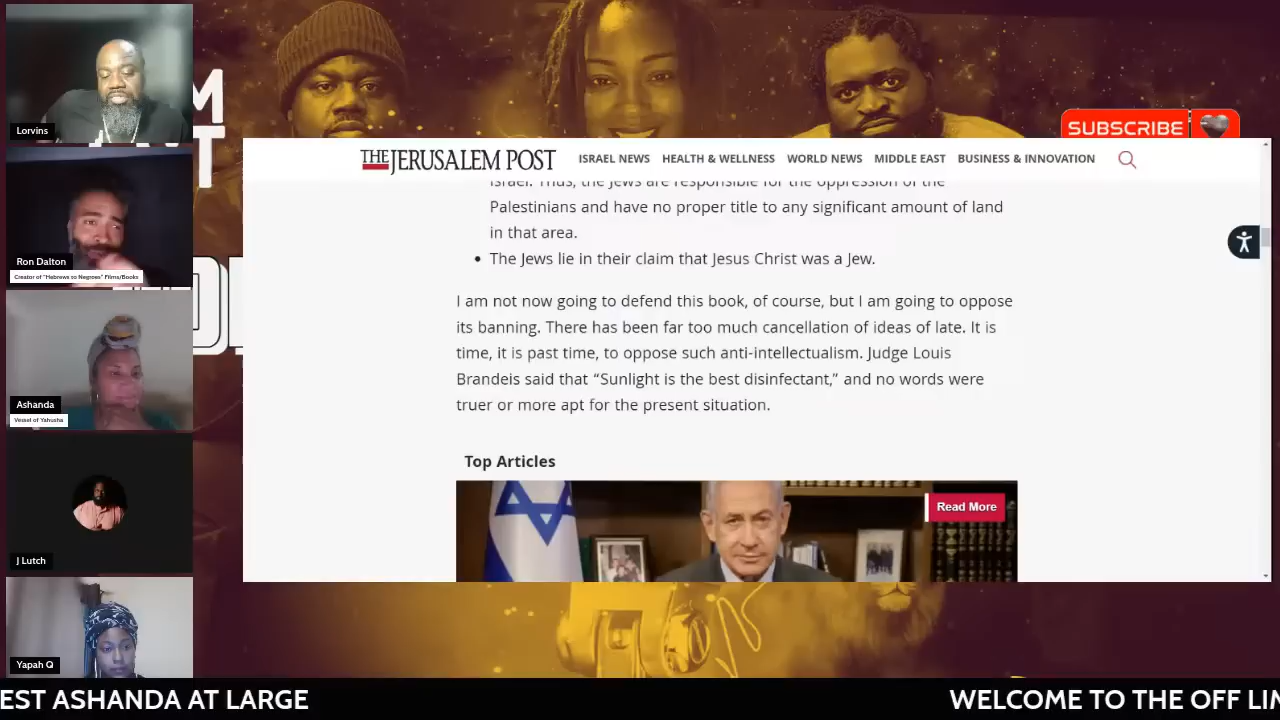 Lorvins
Ron Dalton
Creator of "Hebrews to Negroes" Films/Books
Ashanda
Vessel of Yahusha
J Lutch
Yapah Q
SUBSCRIBE
THE JERUSALEM POST
ISRAEL NEWS HEALTH & WELLNESS WORLD NEWS MIDDLE EAST BUSINESS & INNOVATION
Israel. Thus, the Jews are responsible for the oppression of the
Palestinians and have no proper title to any significant amount of land
in that area.
• The Jews lie in their claim that Jesus Christ was a Jew.
I am not now going to defend this book, of course, but I am going to oppose
its banning. There has been far too much cancellation of ideas of late. It is
time, it is past time, to oppose such anti-intellectualism. Judge Louis
Brandeis said that “Sunlight is the best disinfectant,” and no words were
truer or more apt for the present situation.
Top Articles
Read More
EST ASHANDA AT LARGE
WELCOME TO THE OFF LIM